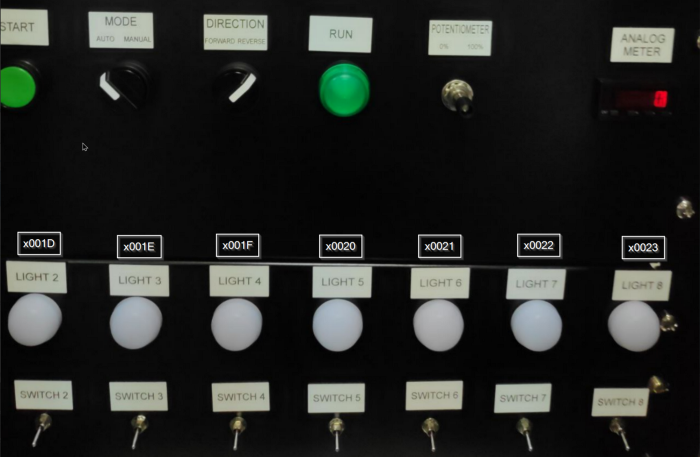 START
MODE
AUTO MANUAL
DIRECTION
FORWARD REVERSE
RUN
POTENTIOMETER
0% 100%
ANALOG
METER
0
x001D
x001E
x001F
x0020
x0021
x0022
x0023
LIGHT 2
LIGHT 3
LIGHT 4
LIGHT 5
LIGHT 6
LIGHT 7
LIGHT 8
SWITCH 2
SWITCH 3
SWITCH 4
SWITCH 5
SWITCH 6
SWITCH 7
SWITCH 8